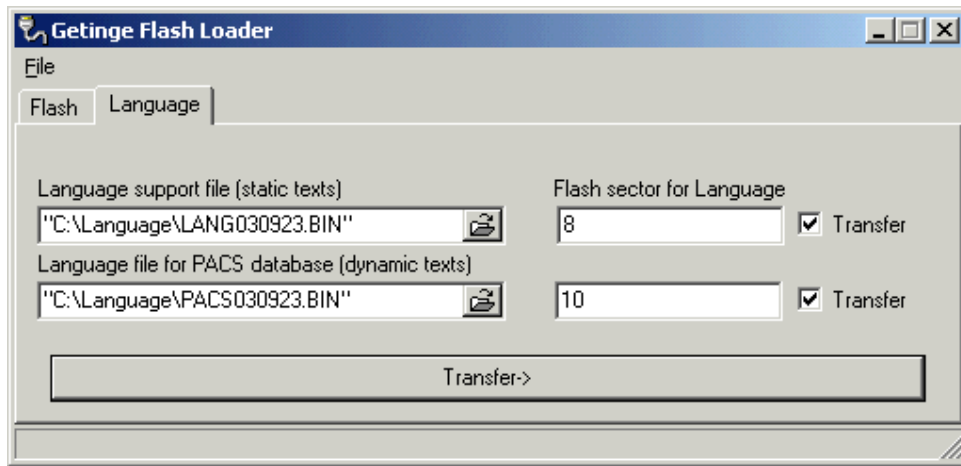 Getinge Flash Loader
File
Flash Language
Language support file (static texts) Flash sector for Language
"C:\Language\LANG030923.BIN" 8 Transfer
Language file for PACS database (dynamic texts)
"C:\Language\PACS030923.BIN" 10 Transfer
Transfer->